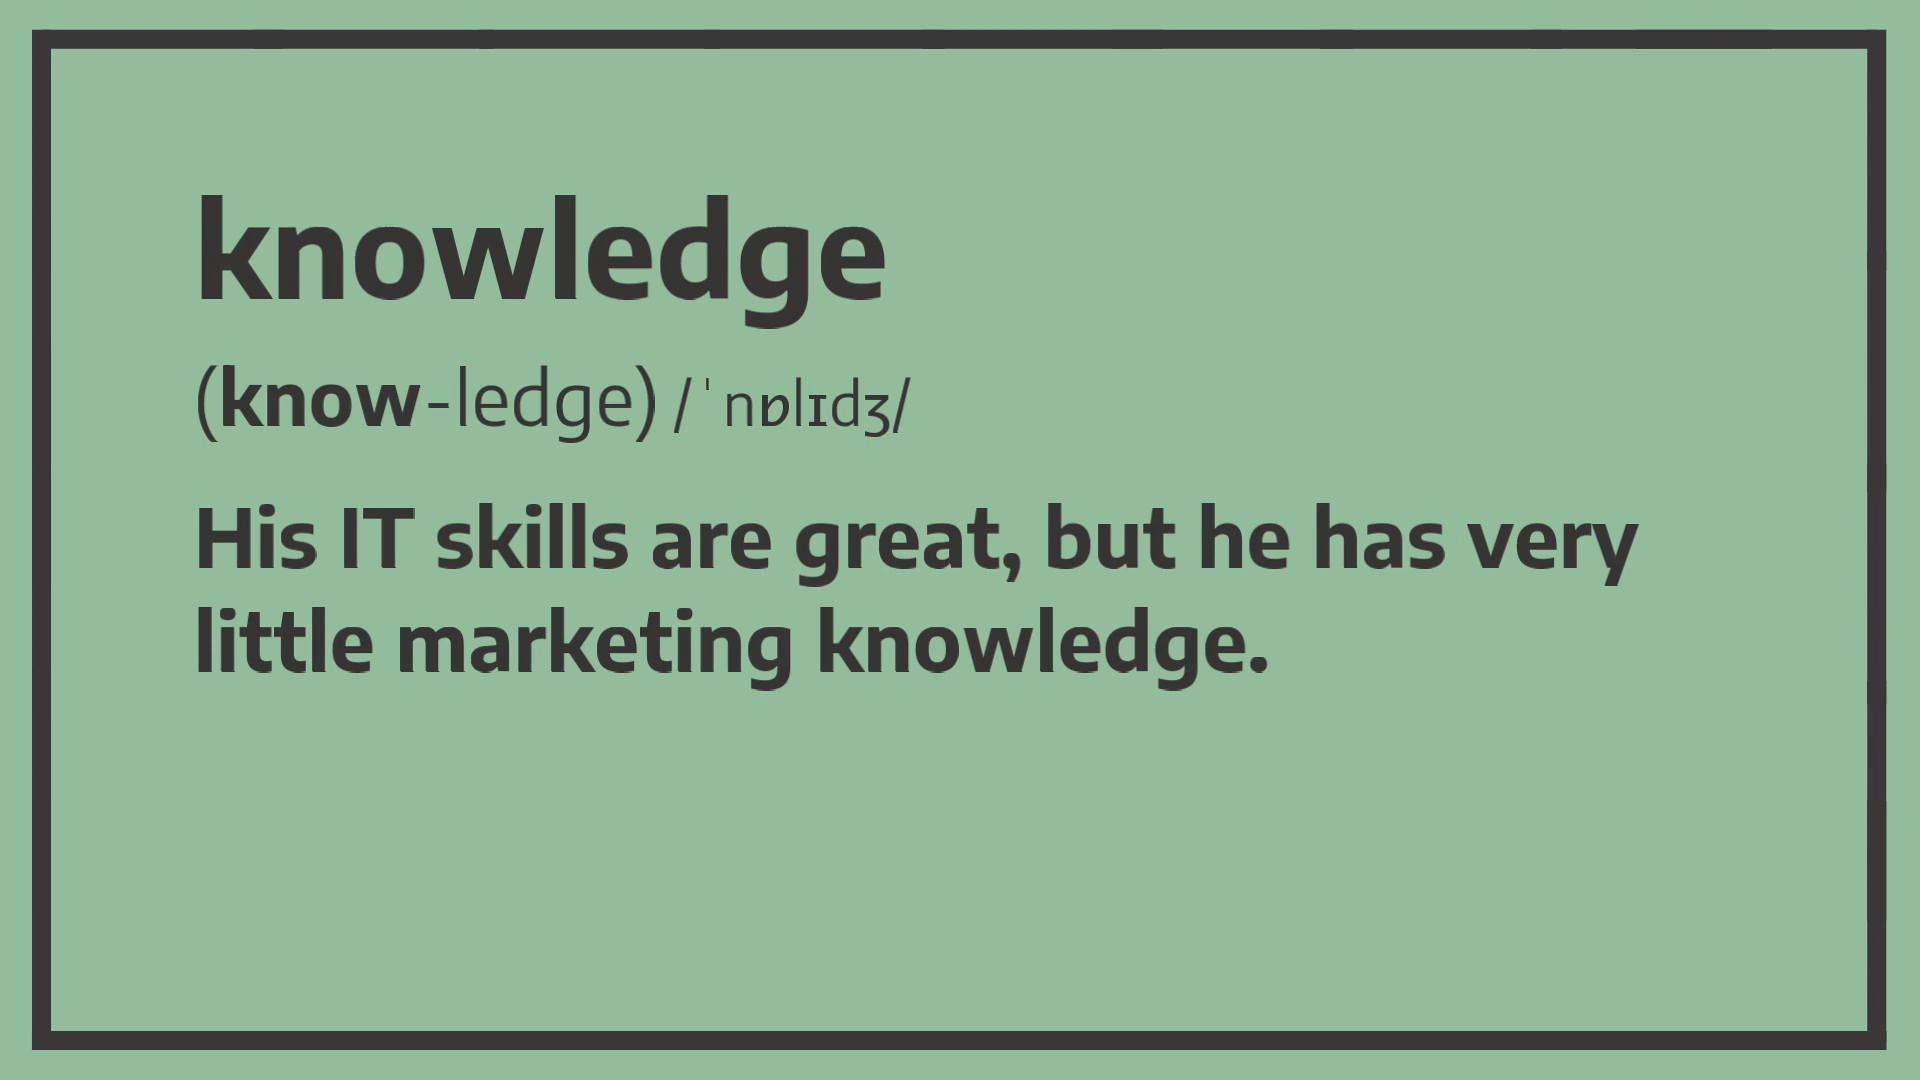 knowledge
(know-ledge) /ˈnɒlɪdʒ/
His IT skills are great, but he has very
little marketing knowledge.